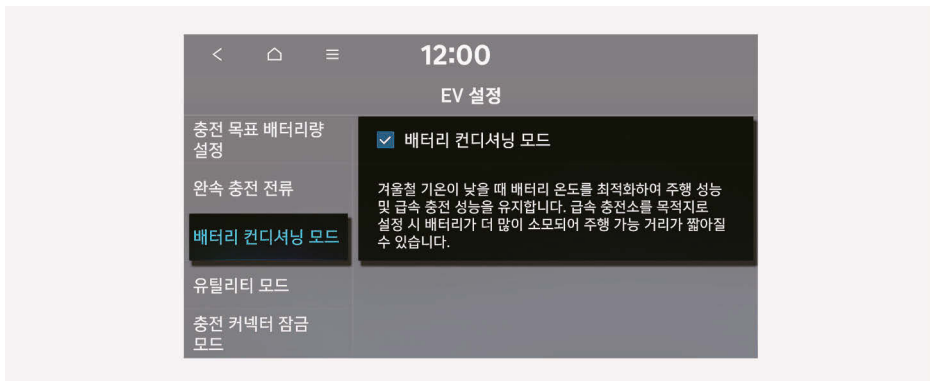 12:00
EV 설정
충전 목표 배터리량
설정
완속 충전 전류
배터리 컨디셔닝 모드
유틸리티 모드
충전 커넥터 잠금
모드
배터리 컨디셔닝 모드
겨울철 기온이 낮을 때 배터리 온도를 최적화하여 주행 성능
및 급속 충전 성능을 유지합니다. 급속 충전소를 목적지로
설정 시 배터리가 더 많이 소모되어 주행 가능 거리가 짧아질
수 있습니다.